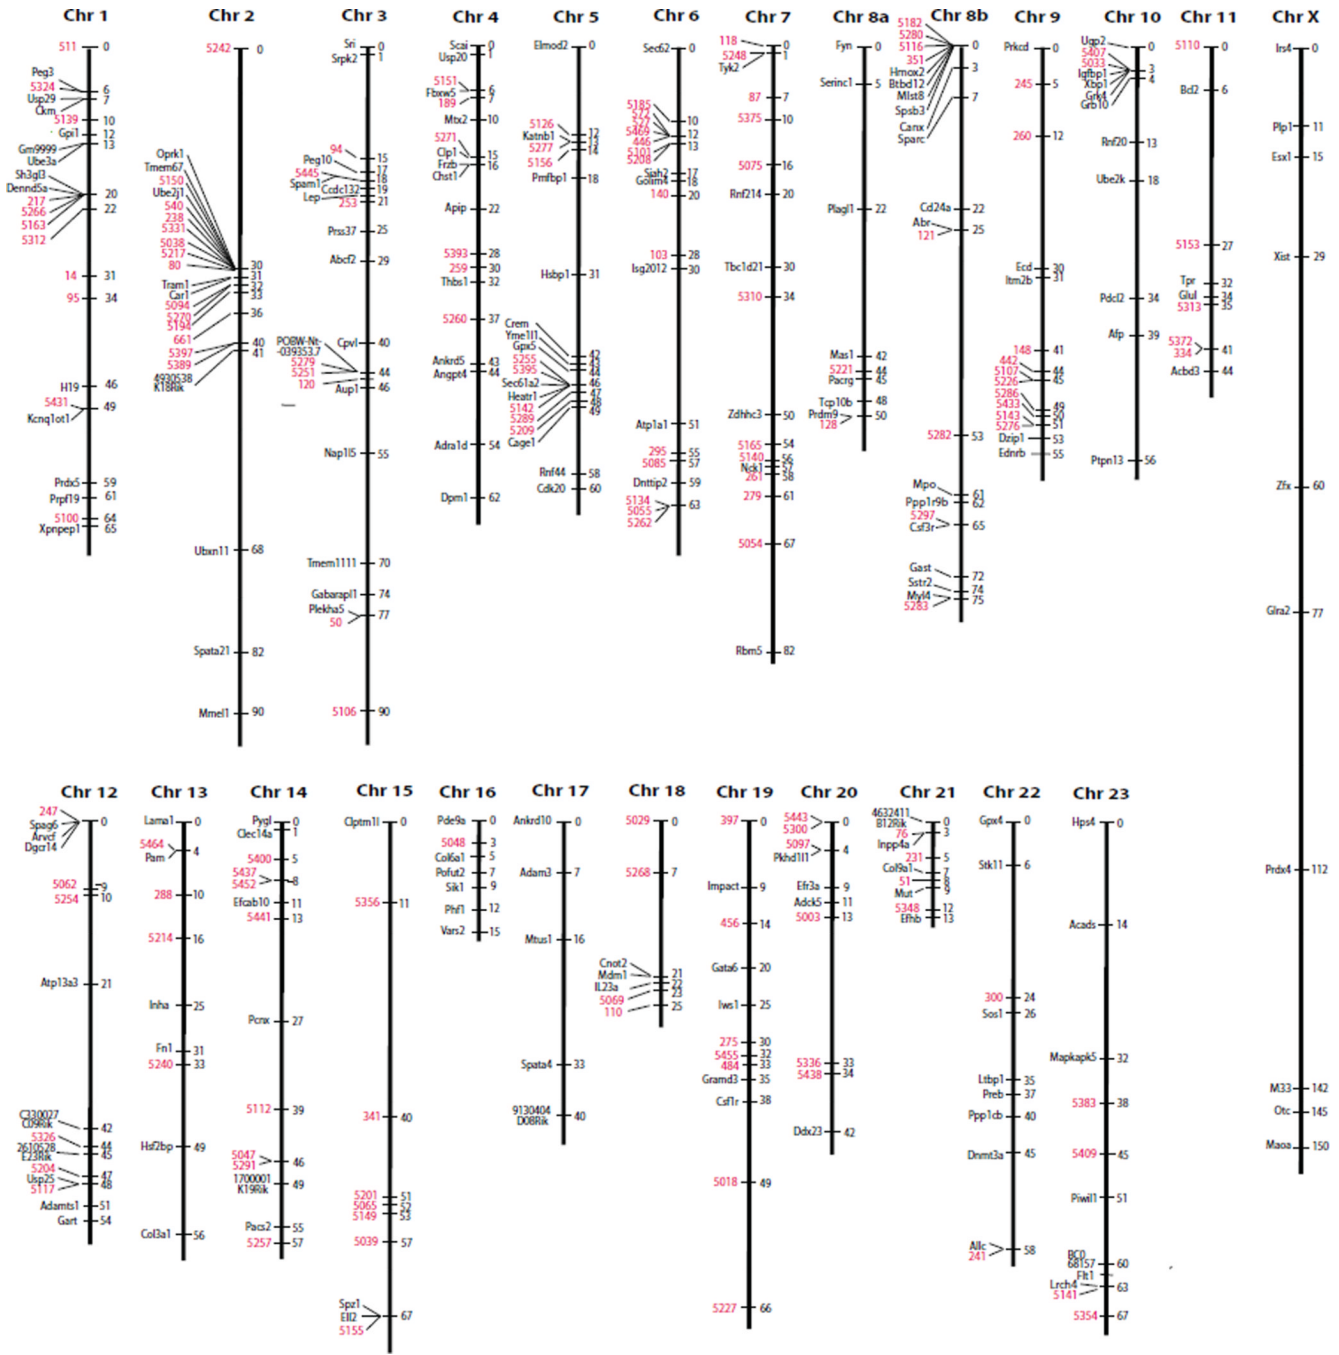 Chr 1
511 0
Peg3
5324 6
Usp29 7
Ckm
5139 10
Gpi1 12
Gm9999 13
Ube3a
Sh3gl3
Dennd5a 20
217
5266 22
5163
5312
14 31
95 34
H19 46
5431
Kcnq1ot1 49
Prdx5 59
Prpf19 61
5100 64
Xpnpep1 65
Chr 2
5242 0
Oprk1
Tmem67
5150
Ube2j1
540
238
5331
5038
5217
80 30
31
Tram1 32
Car1 33
5094
5270 36
5194
661 40
5397 41
5389
4930538
K18Rik
Ubxn11 68
Spata21 82
Mmel1 90
Chr 3
Sri 0
Srpk2 1
94 15
Peg10 17
5445 18
Spam1
Ccdc132 19
Lep 21
253
Prss37 25
Abcf2 29
Cpvl 40
POBW-Nt-
-039353.7
5279 44
5251
120
Aup1 46
Nap1l5 55
Tmem1111 70
Gabarapl1 74
Plekha5 77
50
5106 90
Chr 4
Scai 0
Usp20 1
5151
Fbxw5 6
189 7
Mtx2 10
5271
Clp1 15
Frzb 16
Chst1
Apip 22
5393 28
259 30
Thbs1 32
5260 37
Ankrd5 43
Angpt4 44
Adra1d 54
Dpm1 62
Chr 5
Elmod2 0
5126 12
Katnb1 13
5277 14
5156
Pmfbp1 18
Hsbp1 31
Crem
Yme1l1 42
Gpx5 43
5255 44
5395
Sec61a2 46
Heatr1 47
5142 48
5289 49
5209
Cage1
Rnf44 58
Cdk20 60
Chr 6
Sec62 0
5185
572
527 10
5469 12
446 13
5101
5208
Siah2 17
Golim4 18
140 20
103 28
Isg2012 30
Atp1a1 51
295 55
5085 57
Dnttip2 59
5134
5055 63
5262
Chr 7
118 0
5248 1
Tyk2
87 7
5375 10
5075 16
Rnf214 20
Tbc1d21 30
5310 34
Zdhhc3 50
5165 54
5140 56
Nck1 57
261 58
279 61
5054 67
Rbm5 82
Chr 8a
Fyn 0
Serinc1 5
Plagl1 22
Mas1 42
5221 44
Pacrg 45
Tcp10b 48
Prdm9 50
128
Chr 8b
5182
5280
5116 0
351
Hmox2 3
Btbd12
Mlst8 7
Spsb3
Canx
Sparc
Cd24a 22
Abr 25
121
5282 53
Mpo 61
Ppp1r9b 62
5297 65
Csf3r
Gast 72
Sstr2 74
Myl4 75
5283
Chr 9
Prkcd 0
245 5
260 12
Ecd 30
Itm2b 31
148 41
442
5107 44
5226 45
5286
5433 49
5143 50
5276 51
Dzip1 53
Ednrb 55
Chr 10
Ugp2 0
5407
5033
Igfbp1 3
Xbp1 4
Grk4
Grb10
Rnf20 13
Ube2k 18
Pdcl2 34
Afp 39
Ptpn13 56
Chr 11
5110 0
Bcl2 6
5153 27
Tpr 32
Glul 34
5313 35
5372
334 41
Acbd3 44
Chr X
Irs4 0
Plp1 11
Esx1 15
Xist 29
Zfx 60
Glra2 77
Prdx4 112
M33 142
Otc 145
Maoa 150
Chr 12
247 0
Spag6
Arvcf
Dgcr14
5062 9
5254 10
Atp13a3 21
C330027
C09Rik 42
5326 44
2610528
E23Rik 45
5204 47
Usp25 48
5117
Adamts1 51
Gart 54
Chr 13
Lama1 0
5464
Pam 4
288 10
5214 16
Inha 25
Fn1 31
5240 33
Hsf2bp 49
Col3a1 56
Chr 14
Pygl 0
Clec14a 1
5400 5
5437
5452 8
Efcab10 11
5441 13
Pcnx 27
5112 39
5047
5291 46
1700001
K19Rik 49
Pacs2 55
5257 57
Chr 15
Clptm1l 0
5356 11
341 40
5201 51
5065 52
5149 53
5039 57
Spz1
Ell2 67
5155
Chr 16
Pde9a 0
5048 3
Col6a1 5
Pofut2 7
Sik1 9
Phf1 12
Vars2 15
Chr 17
Ankrd10 0
Adam3 7
Mtus1 16
Spata4 33
9130404
D08Rik 40
Chr 18
5029 0
5268 7
Cnot2
Mdm1 21
IL23a 22
5069 23
110 25
Chr 19
397 0
Impact 9
456 14
Gata6 20
Iws1 25
275 30
5455 32
484 33
Gramd3 35
Csf1r 38
5018 49
5227 66
Chr 20
5443 0
5300
5097
Pkhd1l1 4
Efr3a 9
Adck5 11
5003 13
5336 33
5438 34
Ddx23 42
Chr 21
4632411 0
B12Rik
76 3
Inpp4a
231 5
Col9a1 7
51 8
Mut 9
5348 12
Efhb 13
Chr 22
Gpx4 0
Stk11 6
300 24
Sos1 26
Ltbp1 35
Preb 37
Ppp1cb 40
Dnmt3a 45
Allc 58
241
Chr 23
Hps4 0
Acads 14
Mapkapk5 32
5383 38
5409 45
Piwil1 51
BC0
68157 60
Flt1
Lrch4 63
5141
5354 67